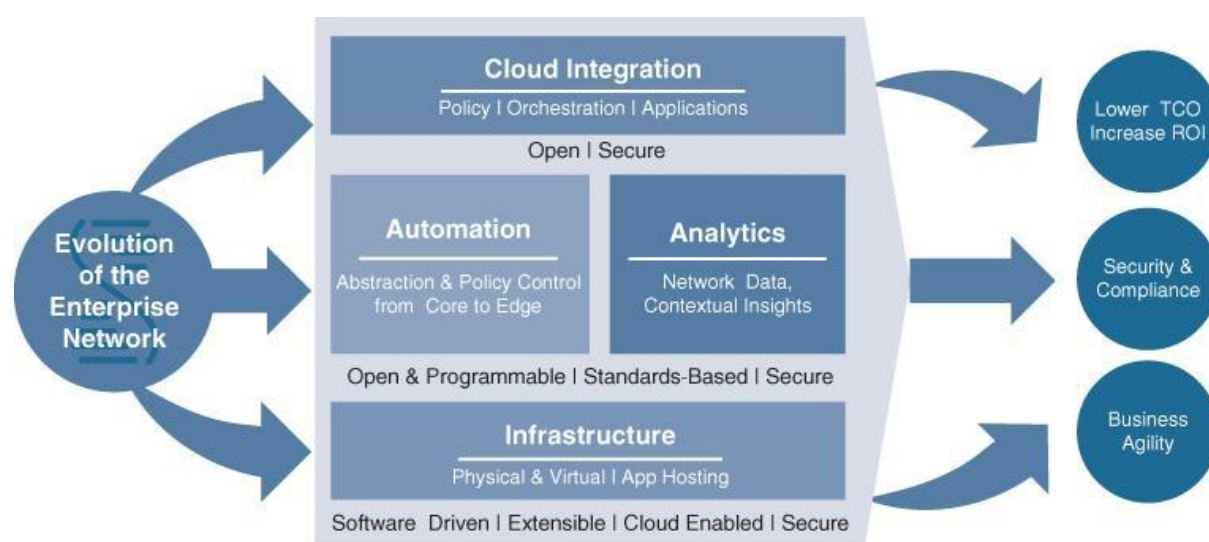 Evolution
of the
Enterprise
Network
Cloud Integration
Policy | Orchestration | Applications
Open | Secure
Automation
Abstraction & Policy Control
from Core to Edge
Analytics
Network Data,
Contextual Insights
Open & Programmable | Standards-Based | Secure
Infrastructure
Physical & Virtual | App Hosting
Software Driven | Extensible | Cloud Enabled | Secure
Lower TCO
Increase ROI
Security &
Compliance
Business
Agility